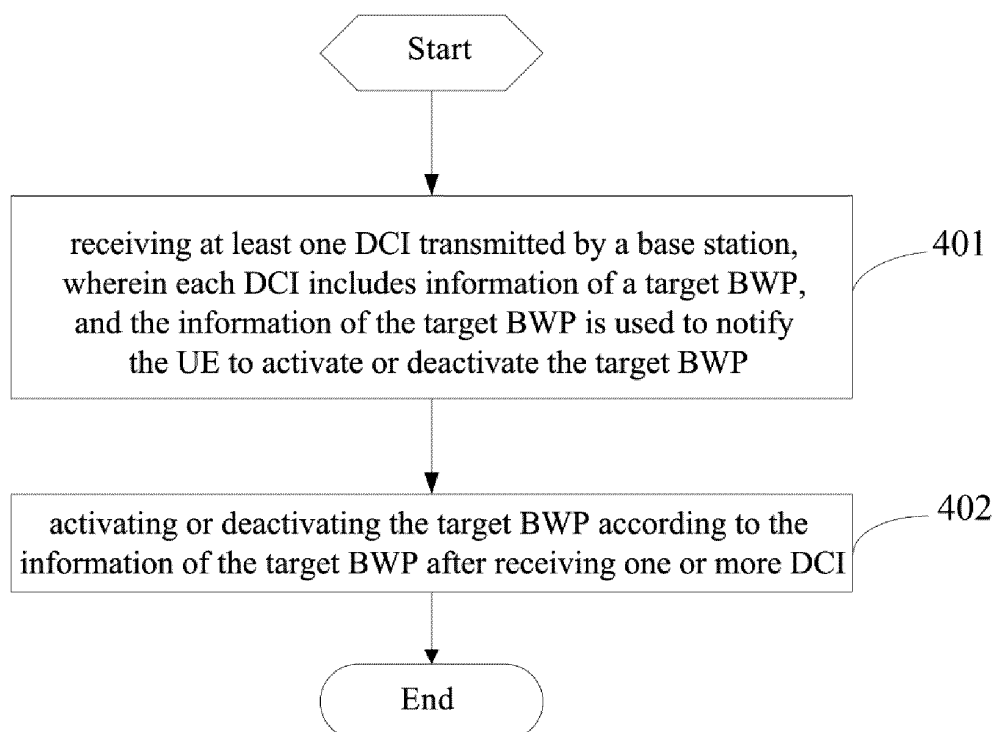 Start
receiving at least one DCI transmitted by a base station,
wherein each DCI includes information of a target BWP,
and the information of the target BWP is used to notify
the UE to activate or deactivate the target BWP
401
activating or deactivating the target BWP according to the
information of the target BWP after receiving one or more DCI
402
End